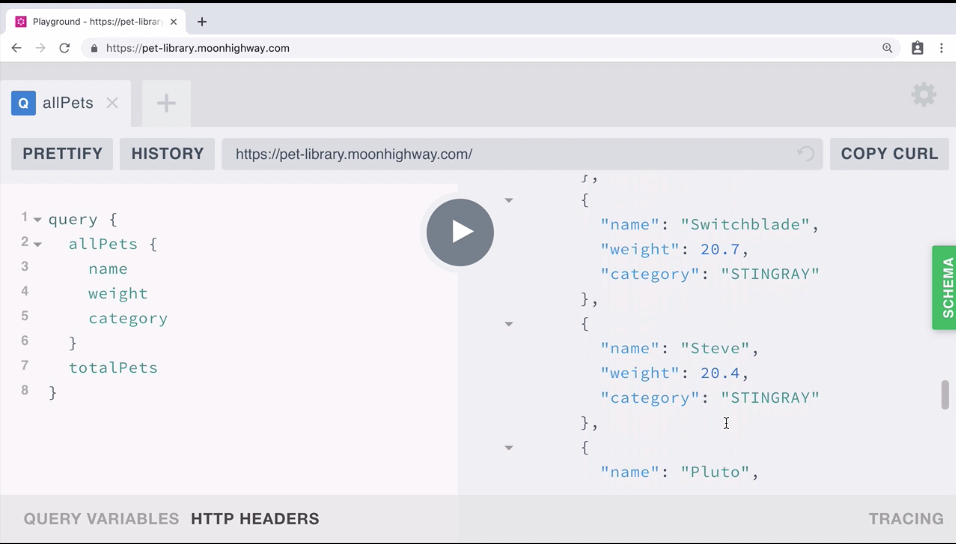 Playground - https://pet-librar
https://pet-library.moonhighway.com
Q allPets
PRETTIFY HISTORY https://pet-library.moonhighway.com/ COPY CURL
1 query {
2 allPets {
3 name
4 weight
5 category
6 }
7 totalPets
8 }
},
{
"name": "Switchblade",
"weight": 20.7,
"category": "STINGRAY"
},
{
"name": "Steve",
"weight": 20.4,
"category": "STINGRAY"
},
{
"name": "Pluto",
SCHEMA
QUERY VARIABLES HTTP HEADERS
TRACING